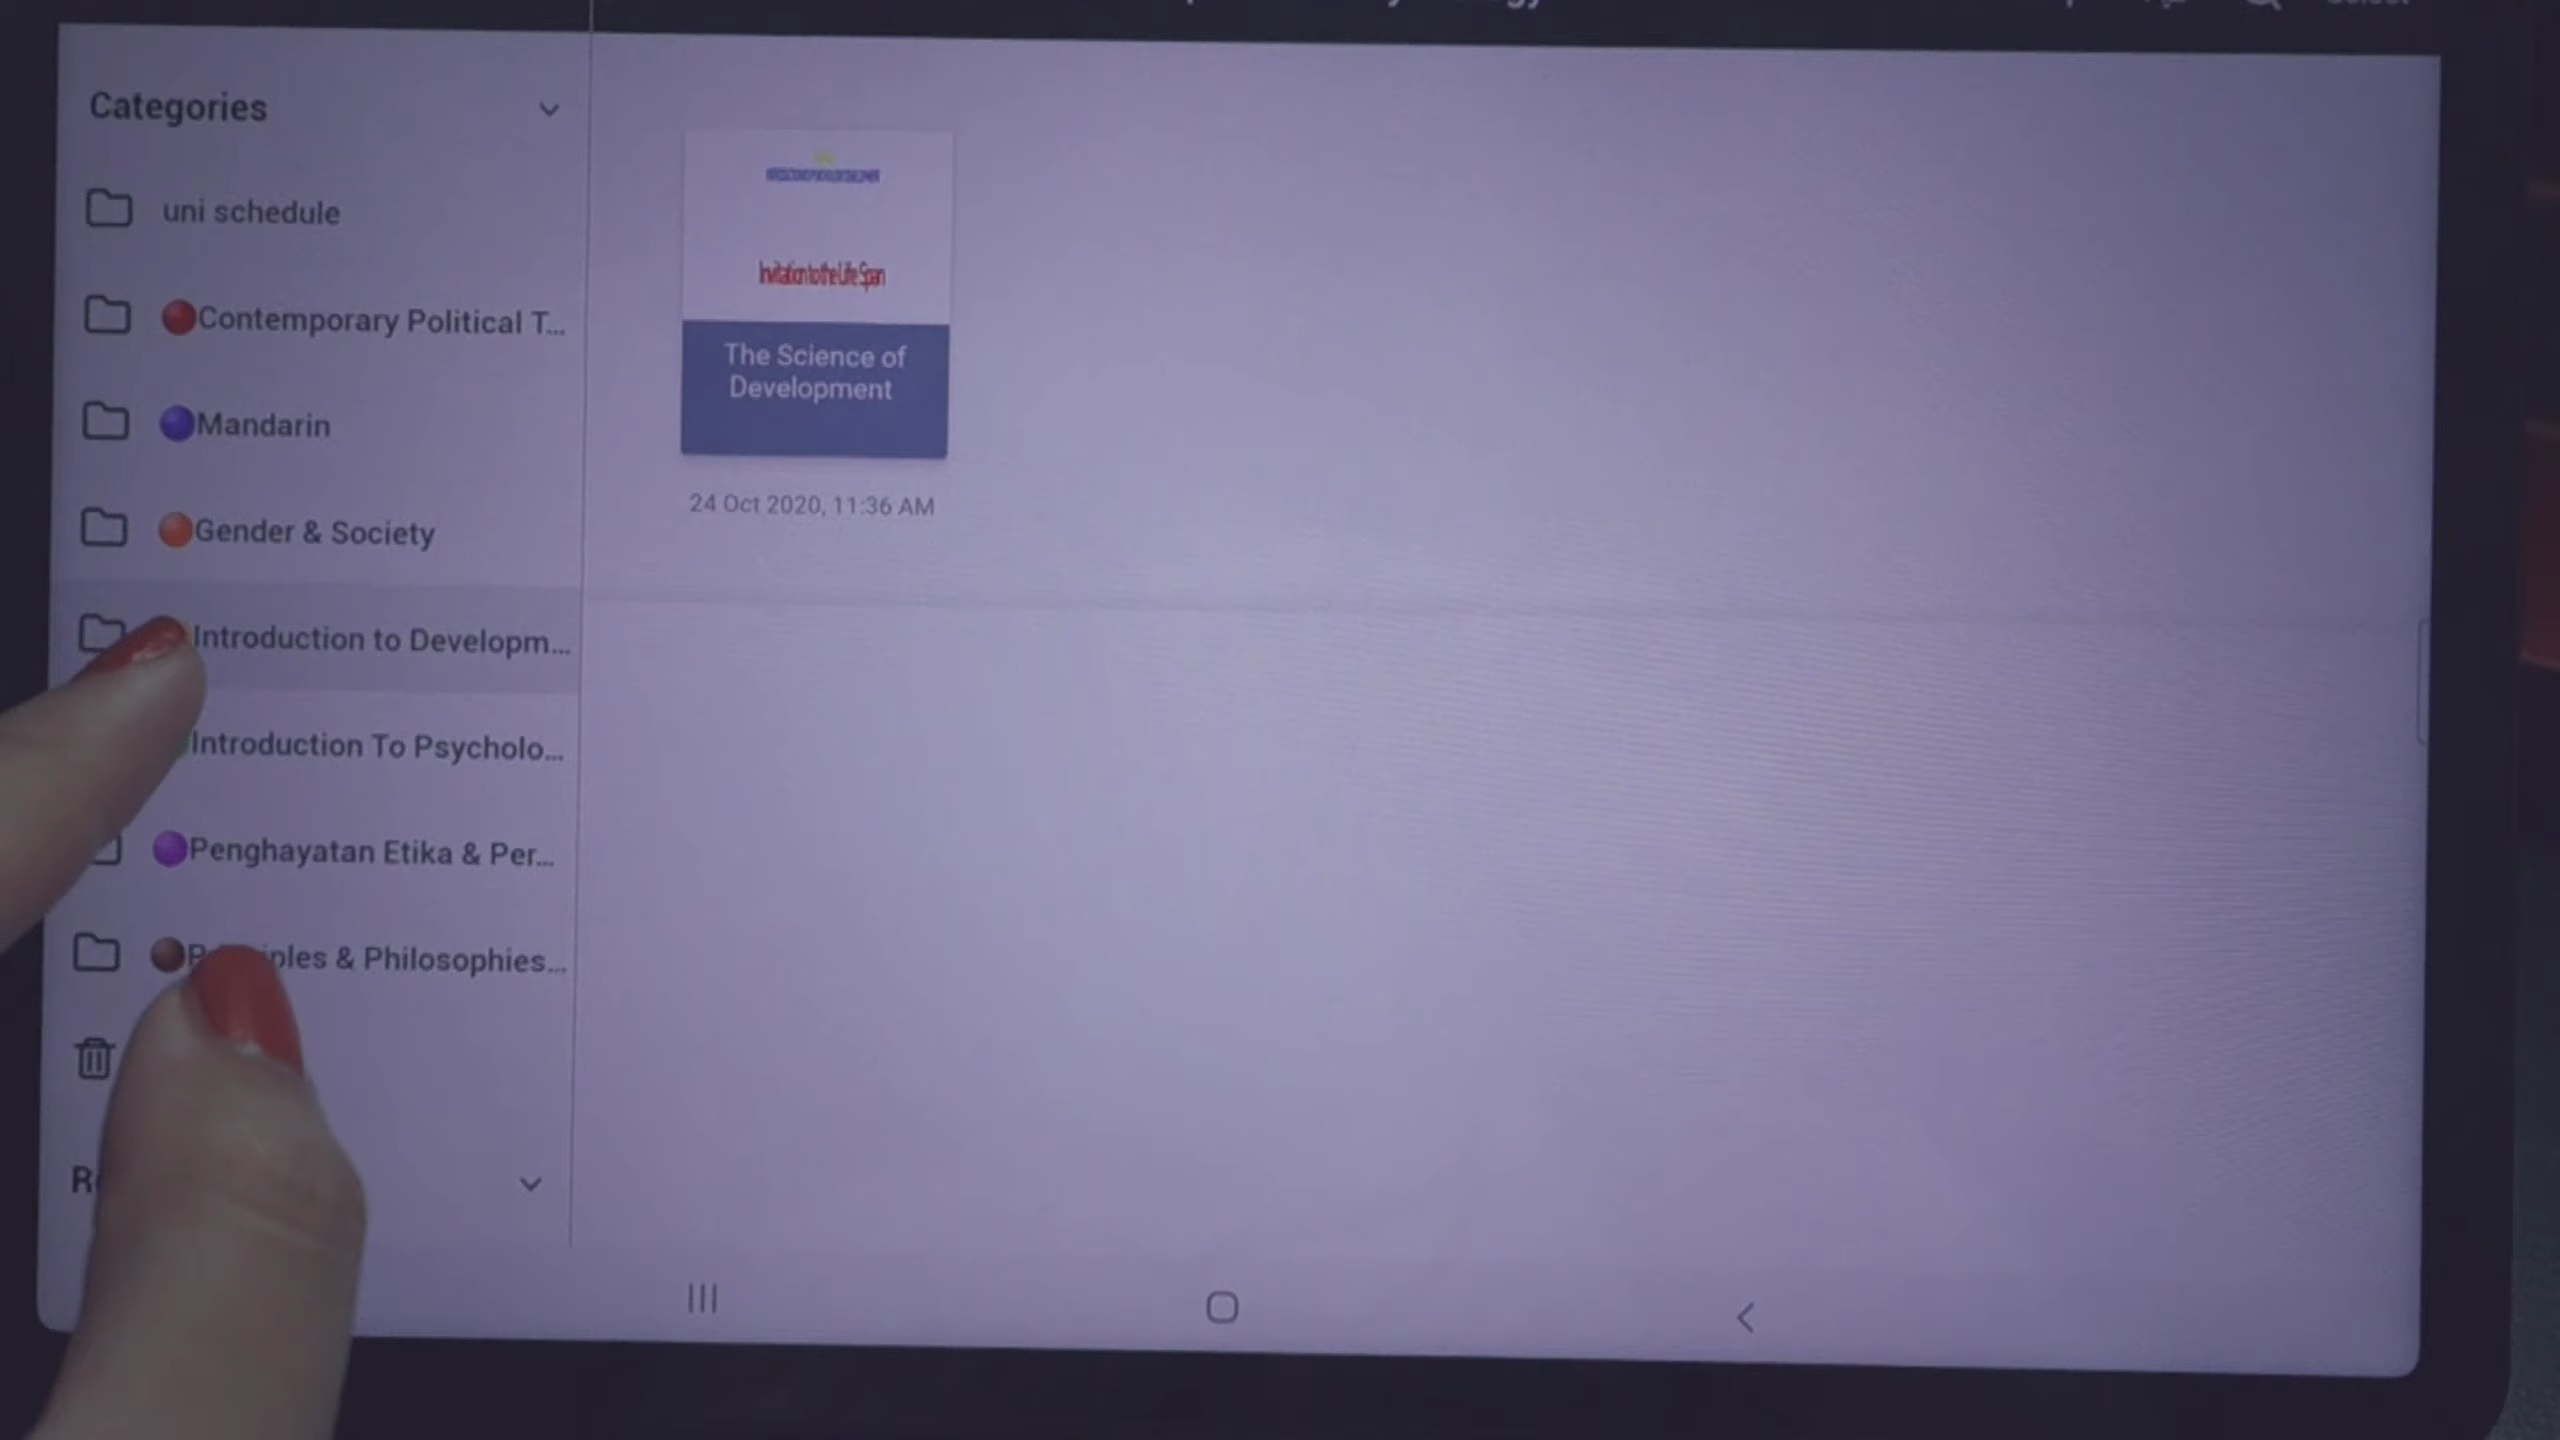 Categories
uni schedule
Contemporary Political T...
Mandarin
Gender & Society
Introduction to Developm...
Introduction To Psycholo...
Penghayatan Etika & Per...
& Philosophies...
Invitation to the Life Span
The Science of
Development
24 Oct 2020, 11:36 AM